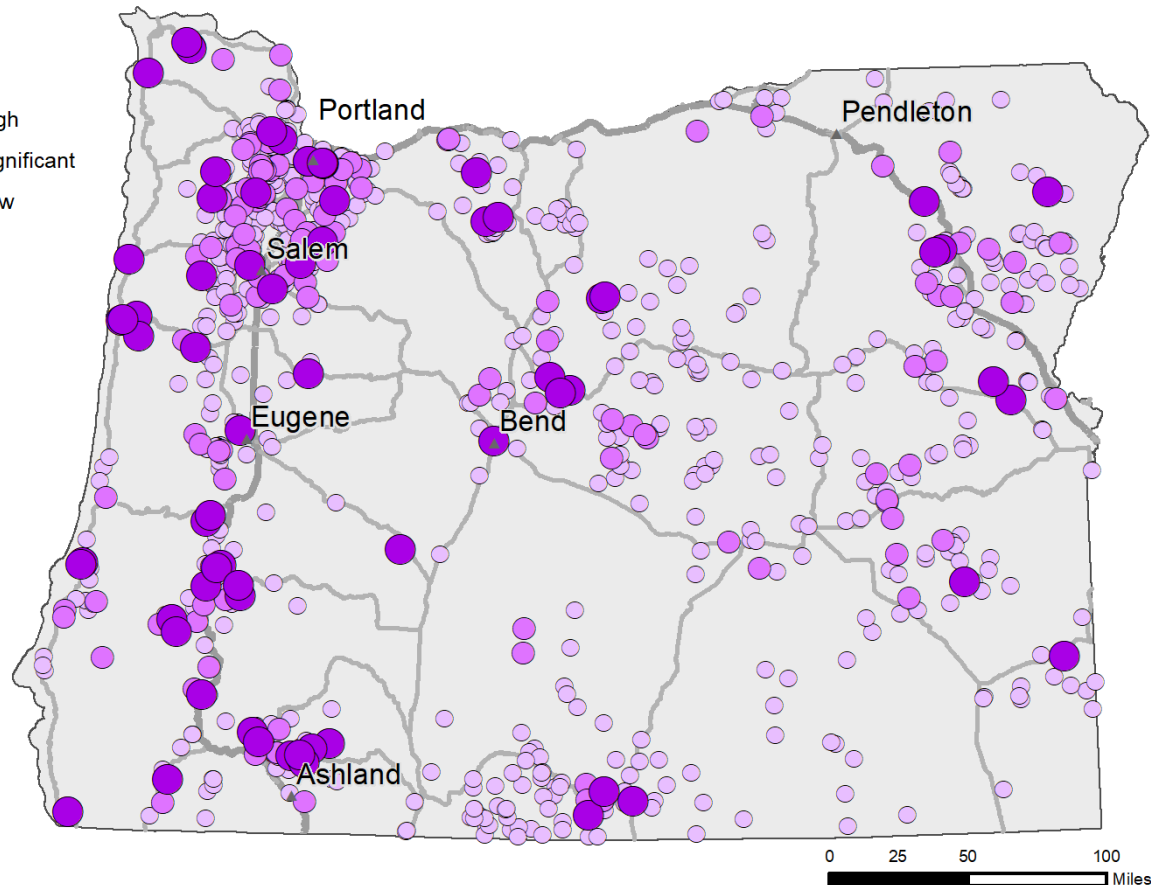 gh
gnificant
w
Portland
Pendleton
Salem
Eugene
Bend
Ashland
0 25 50 100
Miles